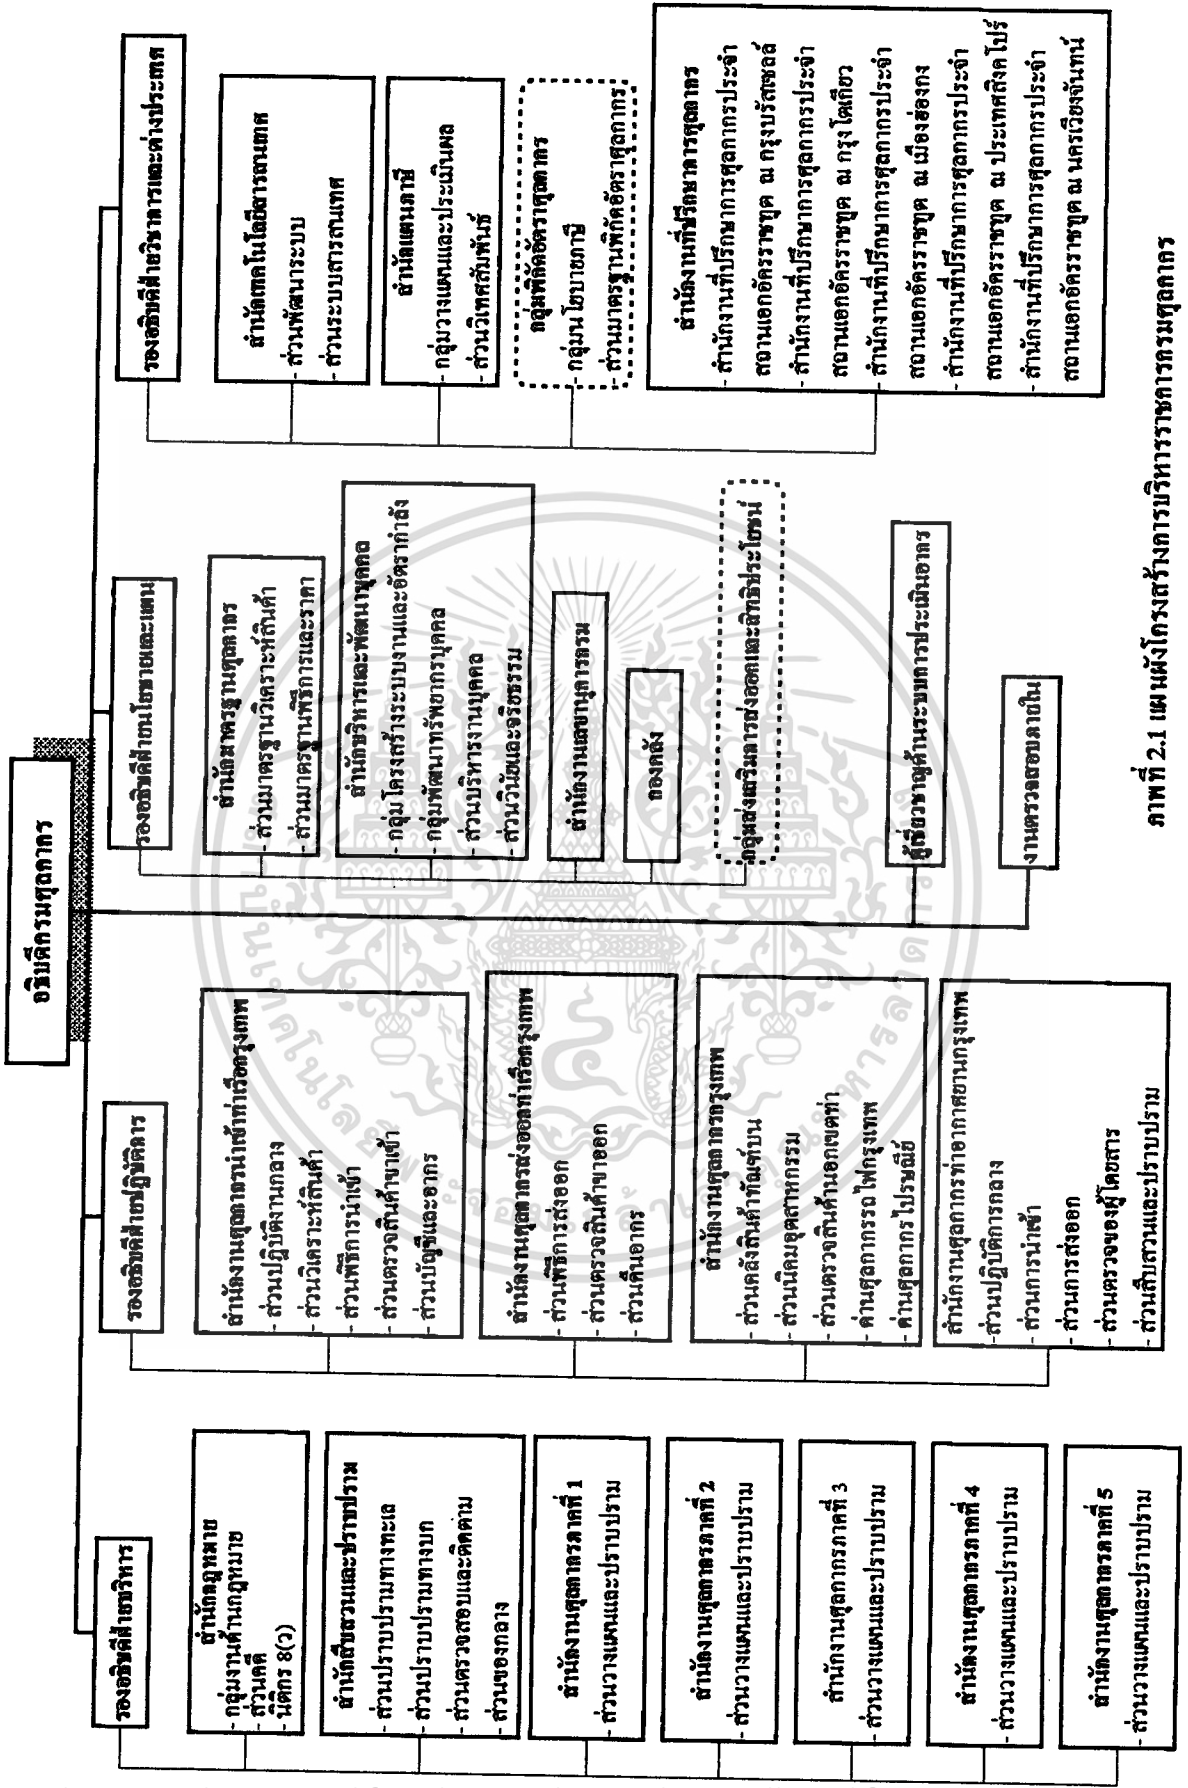 อธิบดีกรมศุลกากร
รองอธิบดีฝ่ายบริหาร
สำนักกฎหมาย
- กลุ่มงานด้านกฎหมาย
- ส่วนคดี
- นิติกร 8(ว)
สำนักสืบสวนและปราบปราม
- ส่วนปราบปรามทางทะเล
- ส่วนปราบปรามทางบก
- ส่วนตรวจสอบและติดตาม
- ส่วนของกลาง
สำนักงานศุลกากรภาคที่ 1
- ส่วนวางแผนและปราบปราม
สำนักงานศุลกากรภาคที่ 2
- ส่วนวางแผนและปราบปราม
สำนักงานศุลกากรภาคที่ 3
- ส่วนวางแผนและปราบปราม
สำนักงานศุลกากรภาคที่ 4
- ส่วนวางแผนและปราบปราม
สำนักงานศุลกากรภาคที่ 5
- ส่วนวางแผนและปราบปราม
รองอธิบดีฝ่ายปฏิบัติการ
สำนักงานศุลกากรนำเข้าท่าเรือกรุงเทพ
- ส่วนปฏิบัติงานกลาง
- ส่วนวิเคราะห์สินค้า
- ส่วนพิธีการนำเข้า
- ส่วนตรวจสินค้าขาเข้า
- ส่วนบัญชีและอากร
สำนักงานศุลกากรส่งออกท่าเรือกรุงเทพ
- ส่วนพิธีการส่งออก
- ส่วนตรวจสินค้าขาออก
- ส่วนคืนอากร
สำนักงานศุลกากรกรุงเทพ
- ส่วนคลังสินค้าทัณฑ์บน
- ส่วนนิคมอุตสาหกรรม
- ส่วนตรวจสินค้านอกเขตท่า
- ด่านศุลกากรรถไฟกรุงเทพ
- ด่านศุลกากรไปรษณีย์
สำนักงานศุลกากรท่าอากาศยานกรุงเทพ
- ส่วนปฏิบัติการกลาง
- ส่วนการนำเข้า
- ส่วนการส่งออก
- ส่วนตรวจของผู้โดยสาร
- ส่วนสืบสวนและปราบปราม
รองอธิบดีฝ่ายนโยบายและแผน
สำนักมาตรฐานศุลกากร
- ส่วนมาตรฐานวิเคราะห์สินค้า
- ส่วนมาตรฐานพิธีการและราคา
สำนักบริหารและพัฒนาบุคคล
- กลุ่มโครงสร้างระบบงานและอัตรากำลัง
- กลุ่มพัฒนาทรัพยากรบุคคล
- ส่วนบริหารงานบุคคล
- ส่วนวินัยและจริยธรรม
สำนักงานเลขานุการกรม
กองคลัง
กลุ่มส่งเสริมการส่งออกและสิทธิประโยชน์
ผู้เชี่ยวชาญด้านระบบการประเมินอากร
งานตรวจสอบภายใน
รองอธิบดีฝ่ายวิชาการและต่างประเทศ
สำนักเทคโนโลยีสารสนเทศ
- ส่วนพัฒนาระบบ
- ส่วนระบบสารสนเทศ
สำนักแผนภาษี
- กลุ่มวางแผนและประเมินผล
- ส่วนวิเทศสัมพันธ์
กลุ่มพิกัดอัตราศุลกากร
- กลุ่มนโยบายภาษี
- ส่วนมาตรฐานพิกัดอัตราศุลกากร
สำนักงานที่ปรึกษาการศุลกากร
- สำนักงานที่ปรึกษาการศุลกากรประจำ
สถานเอกอัครราชทูต ณ กรุงบรัสเซลส์
- สำนักงานที่ปรึกษาการศุลกากรประจำ
สถานเอกอัครราชทูต ณ กรุงโตเกียว
- สำนักงานที่ปรึกษาการศุลกากรประจำ
สถานเอกอัครราชทูต ณ เมืองฮ่องกง
- สำนักงานที่ปรึกษาการศุลกากรประจำ
สถานเอกอัครราชทูต ณ ประเทศสิงคโปร์
- สำนักงานที่ปรึกษาการศุลกากรประจำ
สถานเอกอัครราชทูต ณ นครเวียงจันทน์
ภาพที่ 2.1 แผนผังโครงสร้างการบริหารราชการกรมศุลกากร